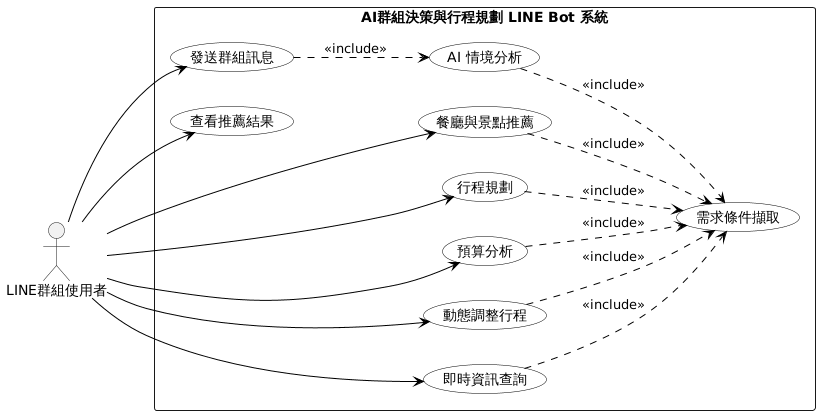 AI群組決策與行程規劃 LINE Bot 系統
發送群組訊息
«include»
AI 情境分析
«include»
查看推薦結果
餐廳與景點推薦
«include»
行程規劃
«include»
需求條件擷取
LINE群組使用者
預算分析
«include»
動態調整行程
«include»
即時資訊查詢
«include»